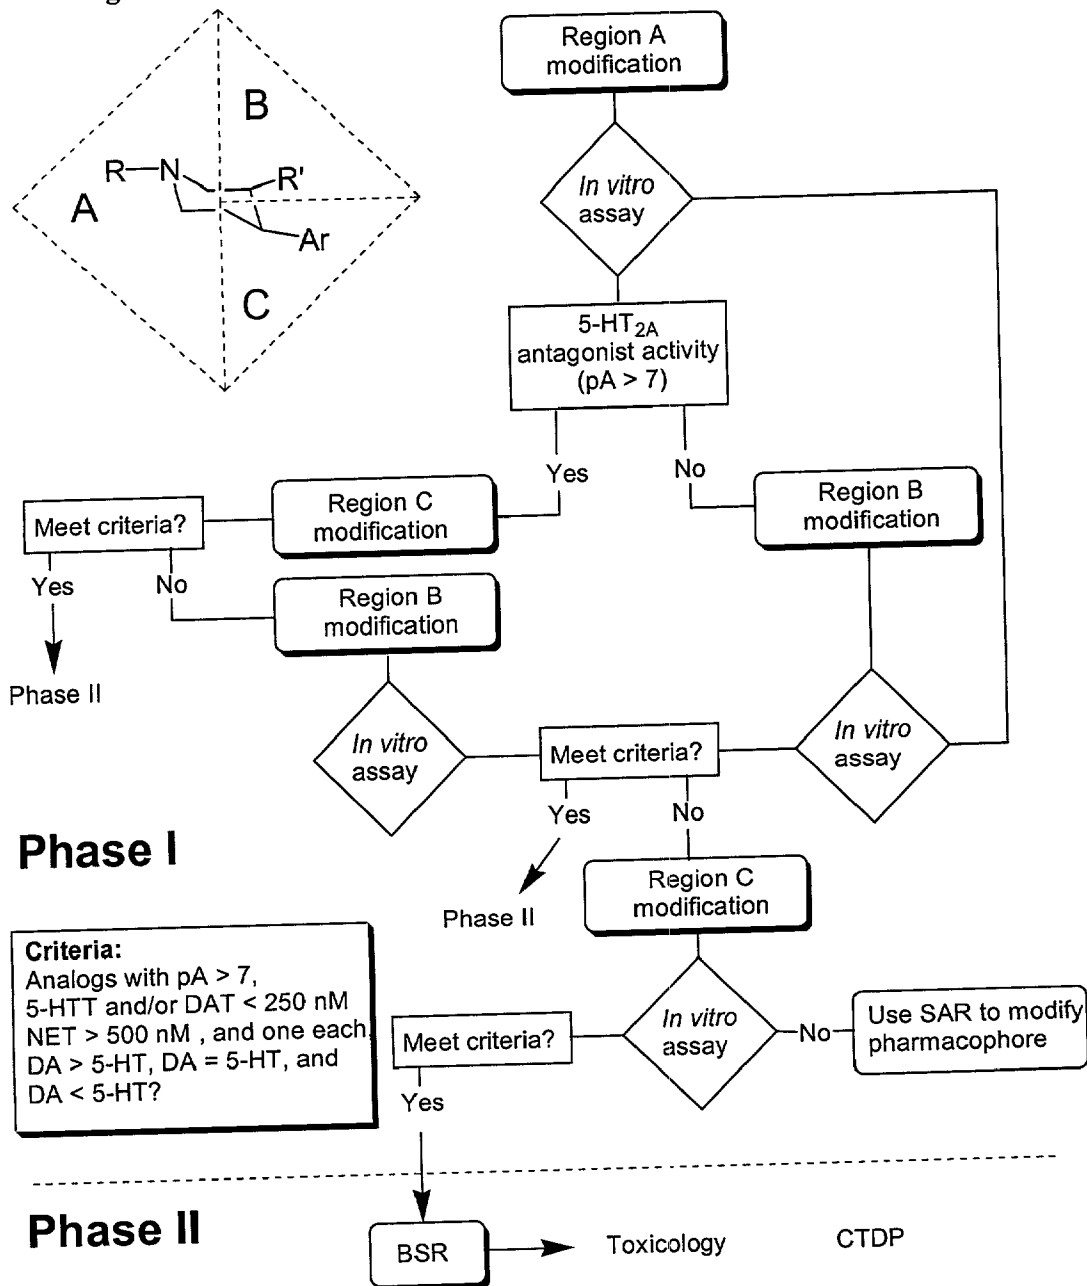 Region A
modification
B
R—N
R'
A
Ar
C
In vitro
assay
5-HT2A
antagonist activity
(pA > 7)
Yes
No
Region C
modification
Region B
modification
Meet criteria?
Yes
No
Region B
modification
Phase II
In vitro
assay
Meet criteria?
In vitro
assay
Yes
No
Phase I
Phase II
Region C
modification
Criteria:
Analogs with pA > 7,
5-HTT and/or DAT < 250 nM
NET > 500 nM , and one each
DA > 5-HT, DA = 5-HT, and
DA < 5-HT?
Meet criteria?
In vitro
assay
No
Use SAR to modify
pharmacophore
Yes
Phase II
BSR
Toxicology
CTDP